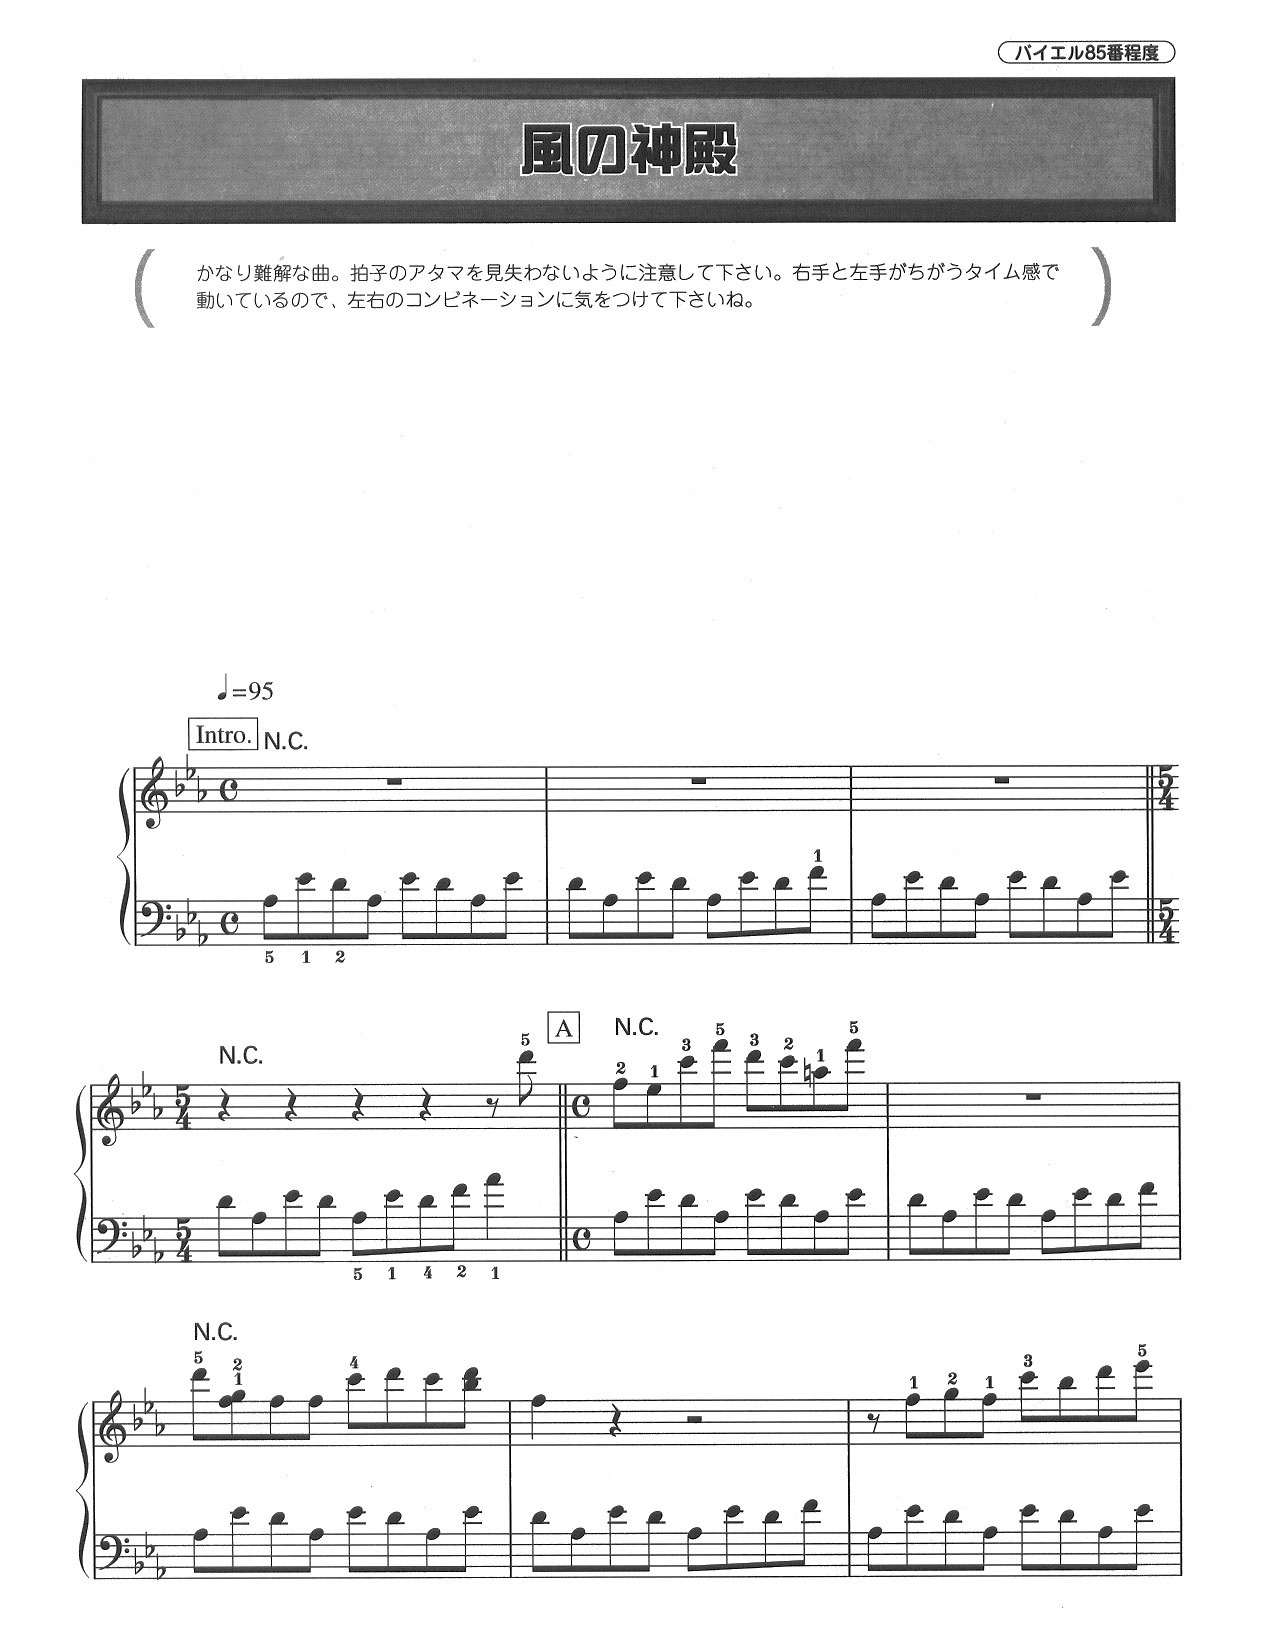 バイエル85番程度
風の神殿
かなり難解な曲。拍子のアタマを見失わないように注意して下さい。右手と左手がちがうタイム感で
動いているので、左右のコンビネーションに気をつけて下さいね。
♩=95
Intro. N.C.
5 4
1
5 4
5 1 2
A N.C.
N.C. 5 2 1 3 5 3 2 1 5
5 4
5 4
5 1 4 2 1
N.C.
5 2 1 4 1 2 1 3 5